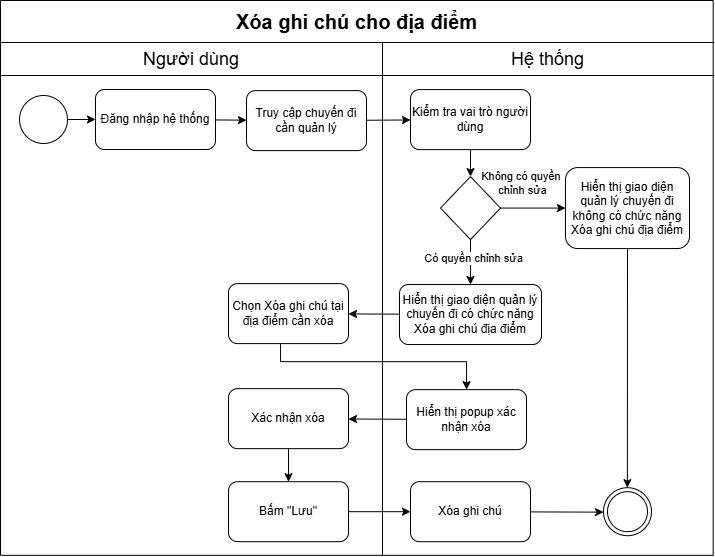 Xóa ghi chú cho địa điểm
Người dùng
Hệ thống
Đăng nhập hệ thống
Truy cập chuyến đi
cần quản lý
Kiểm tra vai trò người
dùng
Không có quyền
chỉnh sửa
Hiển thị giao diện
quản lý chuyến đi
không có chức năng
Xóa ghi chú địa điểm
Có quyền chỉnh sửa
Hiển thị giao diện quản lý
chuyến đi có chức năng
Xóa ghi chú địa điểm
Chọn Xóa ghi chú tại
địa điểm cần xóa
Hiển thị popup xác
nhận xóa
Xác nhận xóa
Bấm "Lưu"
Xóa ghi chú